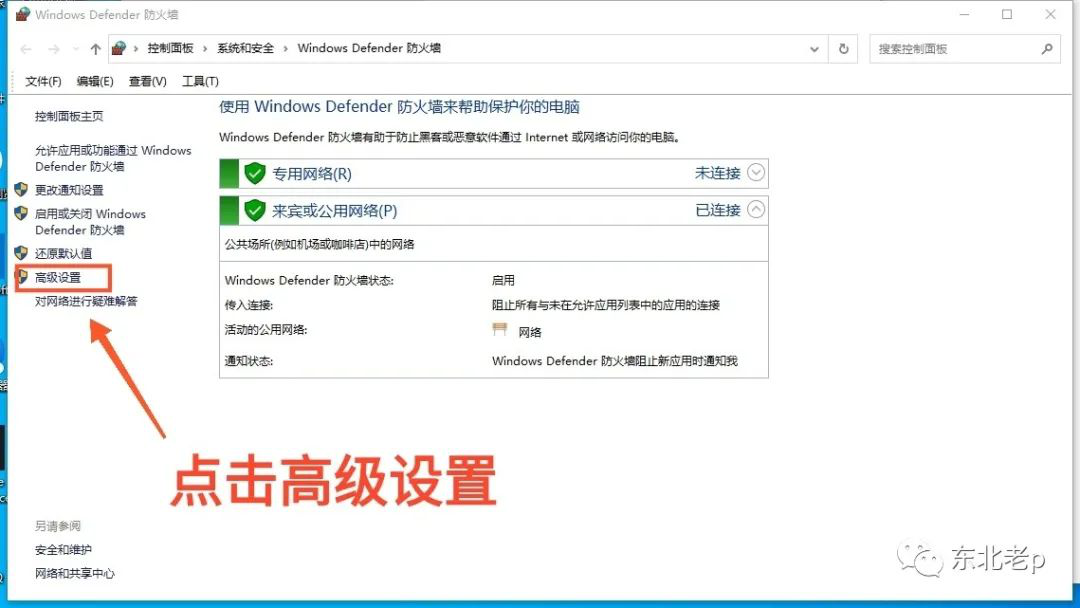 Windows Defender 防火墙
控制面板 › 系统和安全 › Windows Defender 防火墙
搜索控制面板
文件(F) 编辑(E) 查看(V) 工具(T)
控制面板主页
允许应用或功能通过 Windows
Defender 防火墙
更改通知设置
启用或关闭 Windows
Defender 防火墙
还原默认值
高级设置
对网络进行疑难解答
使用 Windows Defender 防火墙来帮助保护你的电脑
Windows Defender 防火墙有助于防止黑客或恶意软件通过 Internet 或网络访问你的电脑。
专用网络(R) 未连接
来宾或公用网络(P) 已连接
公共场所(例如机场或咖啡店)中的网络
Windows Defender 防火墙状态: 启用
传入连接: 阻止所有与未在允许应用列表中的应用的连接
活动的公用网络: 网络
通知状态: Windows Defender 防火墙阻止新应用时通知我
点击高级设置
另请参阅
安全和维护
网络和共享中心
东北老p